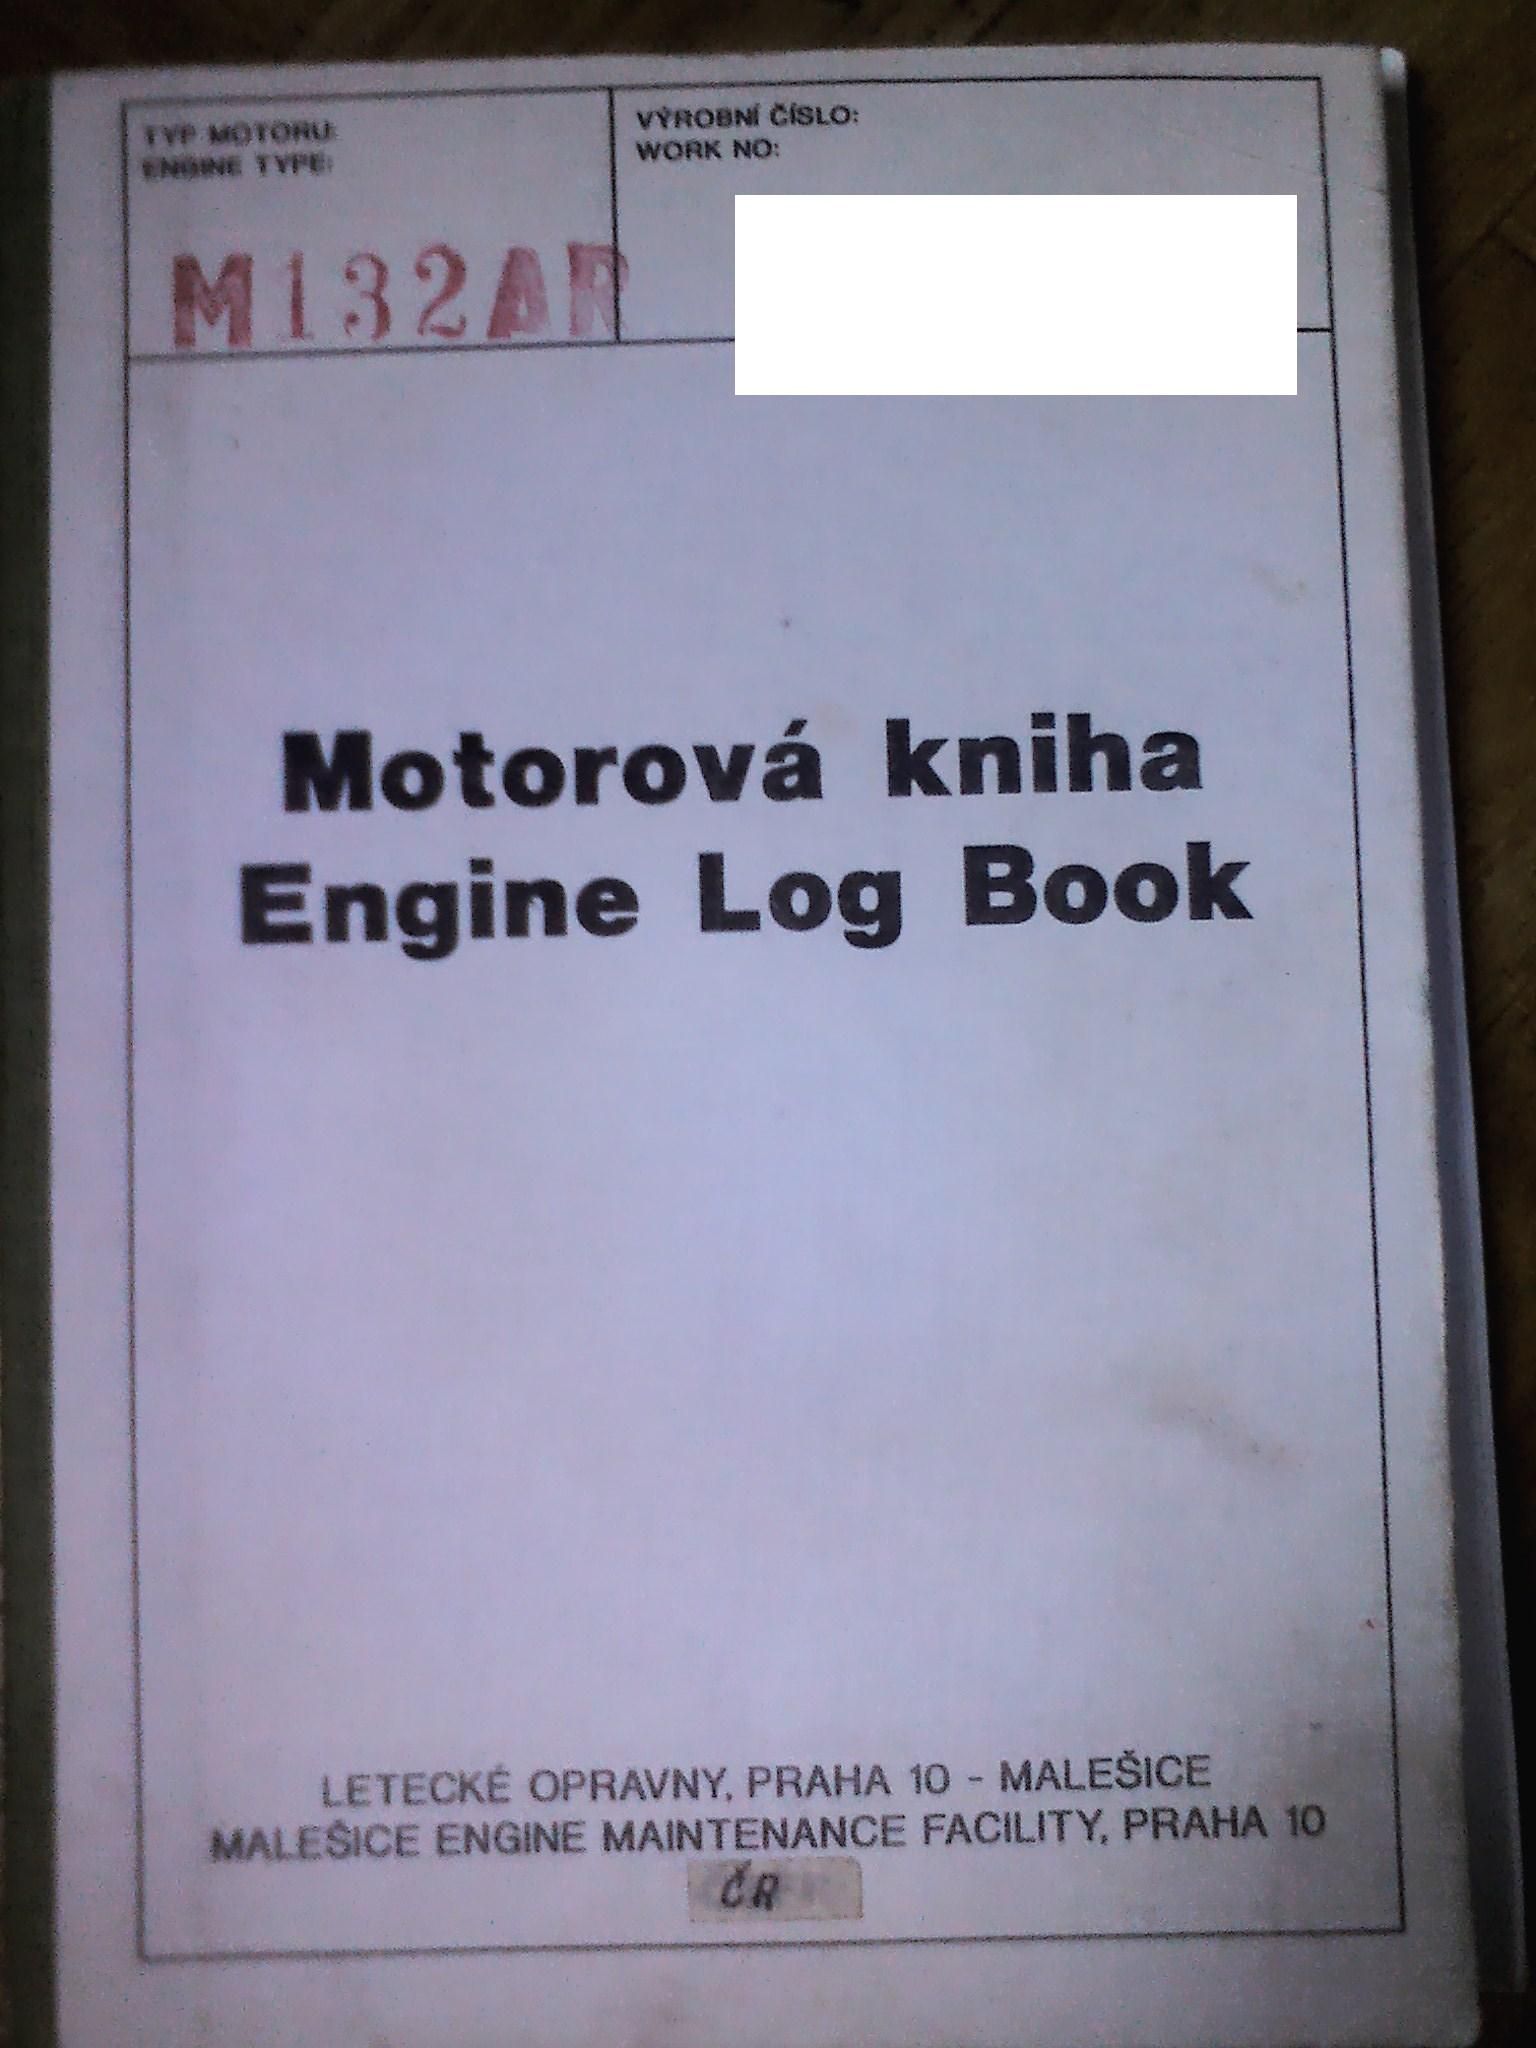 TYP MOTORU:
ENGINE TYPE:
M132AR
VÝROBNÍ ČÍSLO:
WORK NO:
Motorová kniha
Engine Log Book
LETECKÉ OPRAVNY, PRAHA 10 - MALEŠICE
MALEŠICE ENGINE MAINTENANCE FACILITY, PRAHA 10
ČR